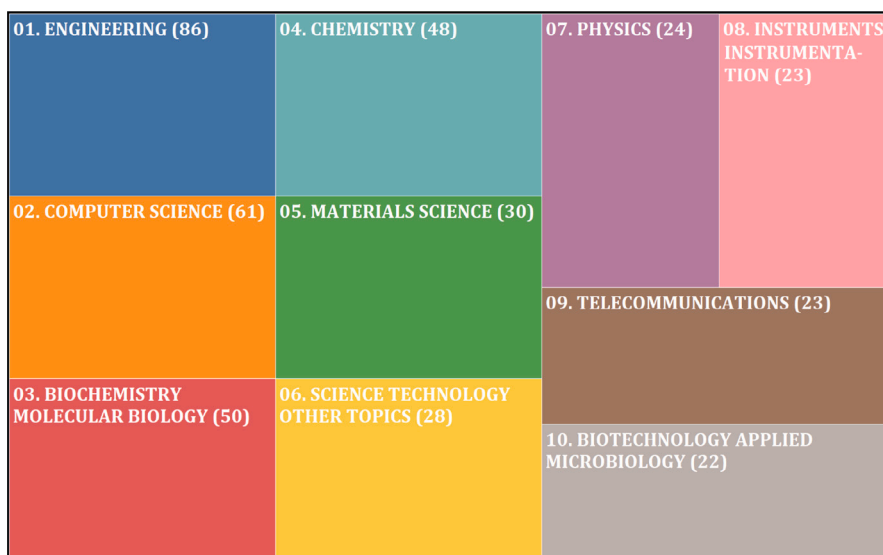 01. ENGINEERING (86)
02. COMPUTER SCIENCE (61)
03. BIOCHEMISTRY
MOLECULAR BIOLOGY (50)
04. CHEMISTRY (48)
05. MATERIALS SCIENCE (30)
06. SCIENCE TECHNOLOGY
OTHER TOPICS (28)
07. PHYSICS (24)
08. INSTRUMENTS
INSTRUMENTA-
TION (23)
09. TELECOMMUNICATIONS (23)
10. BIOTECHNOLOGY APPLIED
MICROBIOLOGY (22)